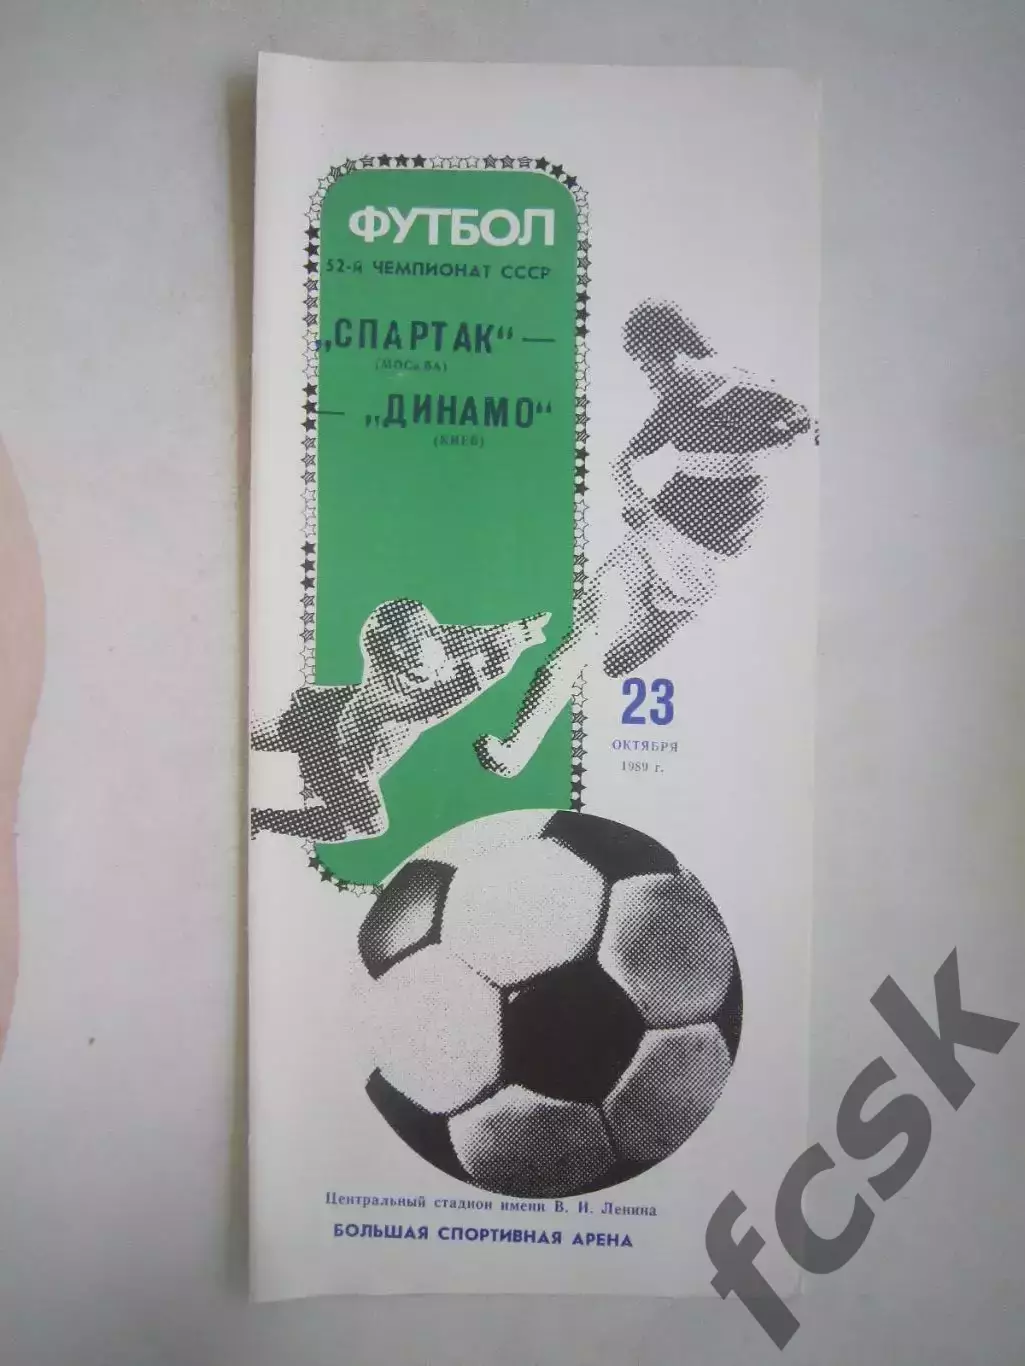 ФУТБОЛ
52-й ЧЕМПИОНАТ СССР
„СПАРТАК“ —
(МОСКВА)
— „ДИНАМО“
(КИЕВ)
23
ОКТЯБРЯ
1989 г.
Центральный стадион имени В. И. Ленина
БОЛЬШАЯ СПОРТИВНАЯ АРЕНА
fcsk